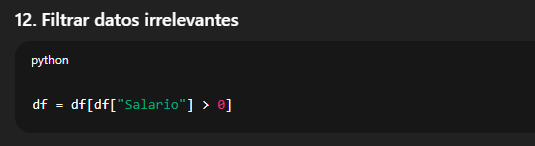 12. Filtrar datos irrelevantes
python
df = df[df["Salario"] > 0]